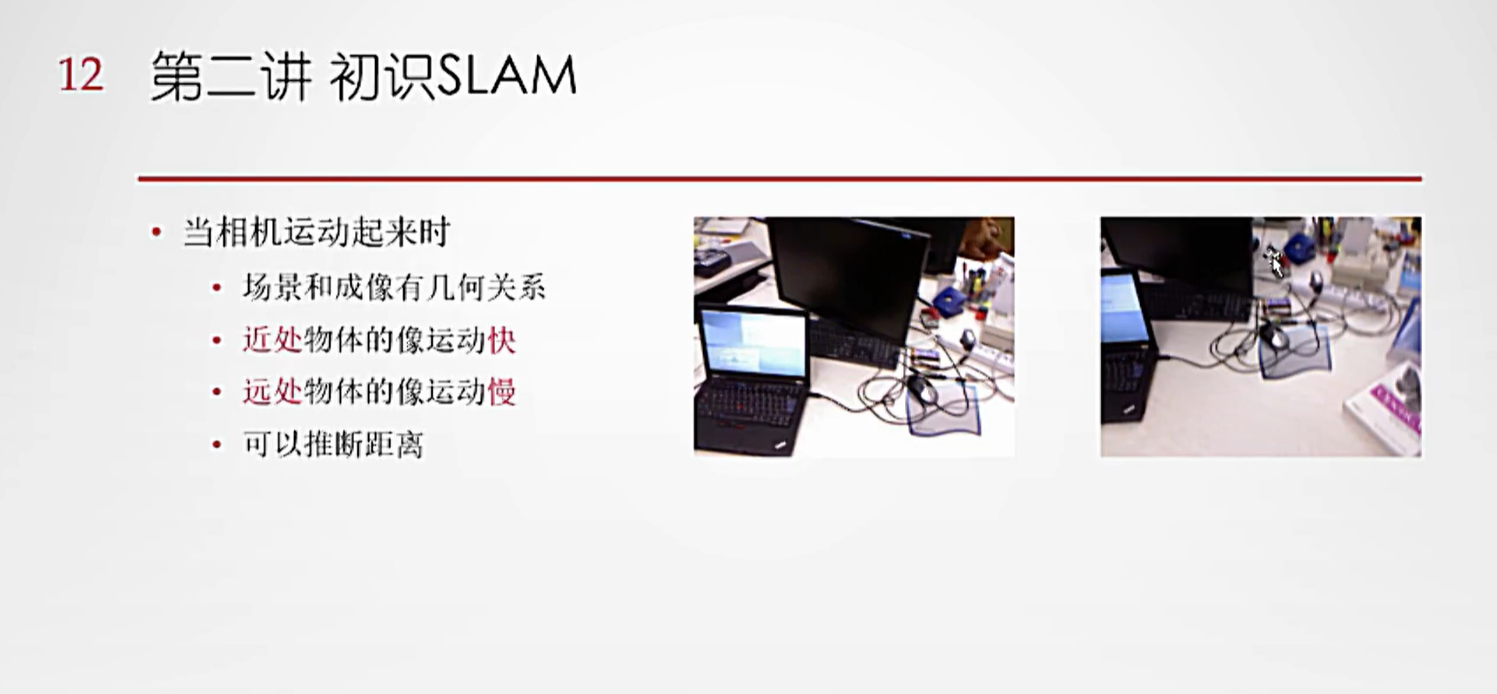 12 第二讲 初识SLAM
• 当相机运动起来时
• 场景和成像有几何关系
• 近处物体的像运动快
• 远处物体的像运动慢
• 可以推断距离